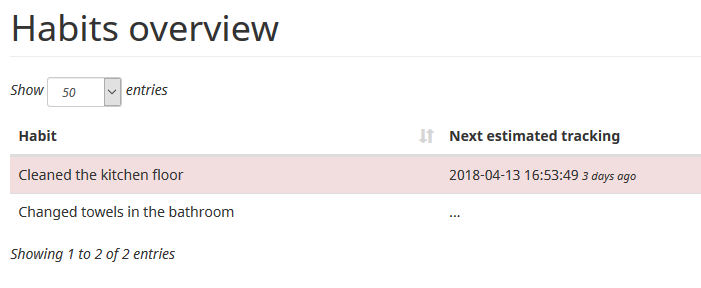 Habits overview
Show 50 entries
Habit Next estimated tracking
Cleaned the kitchen floor 2018-04-13 16:53:49 3 days ago
Changed towels in the bathroom ...
Showing 1 to 2 of 2 entries